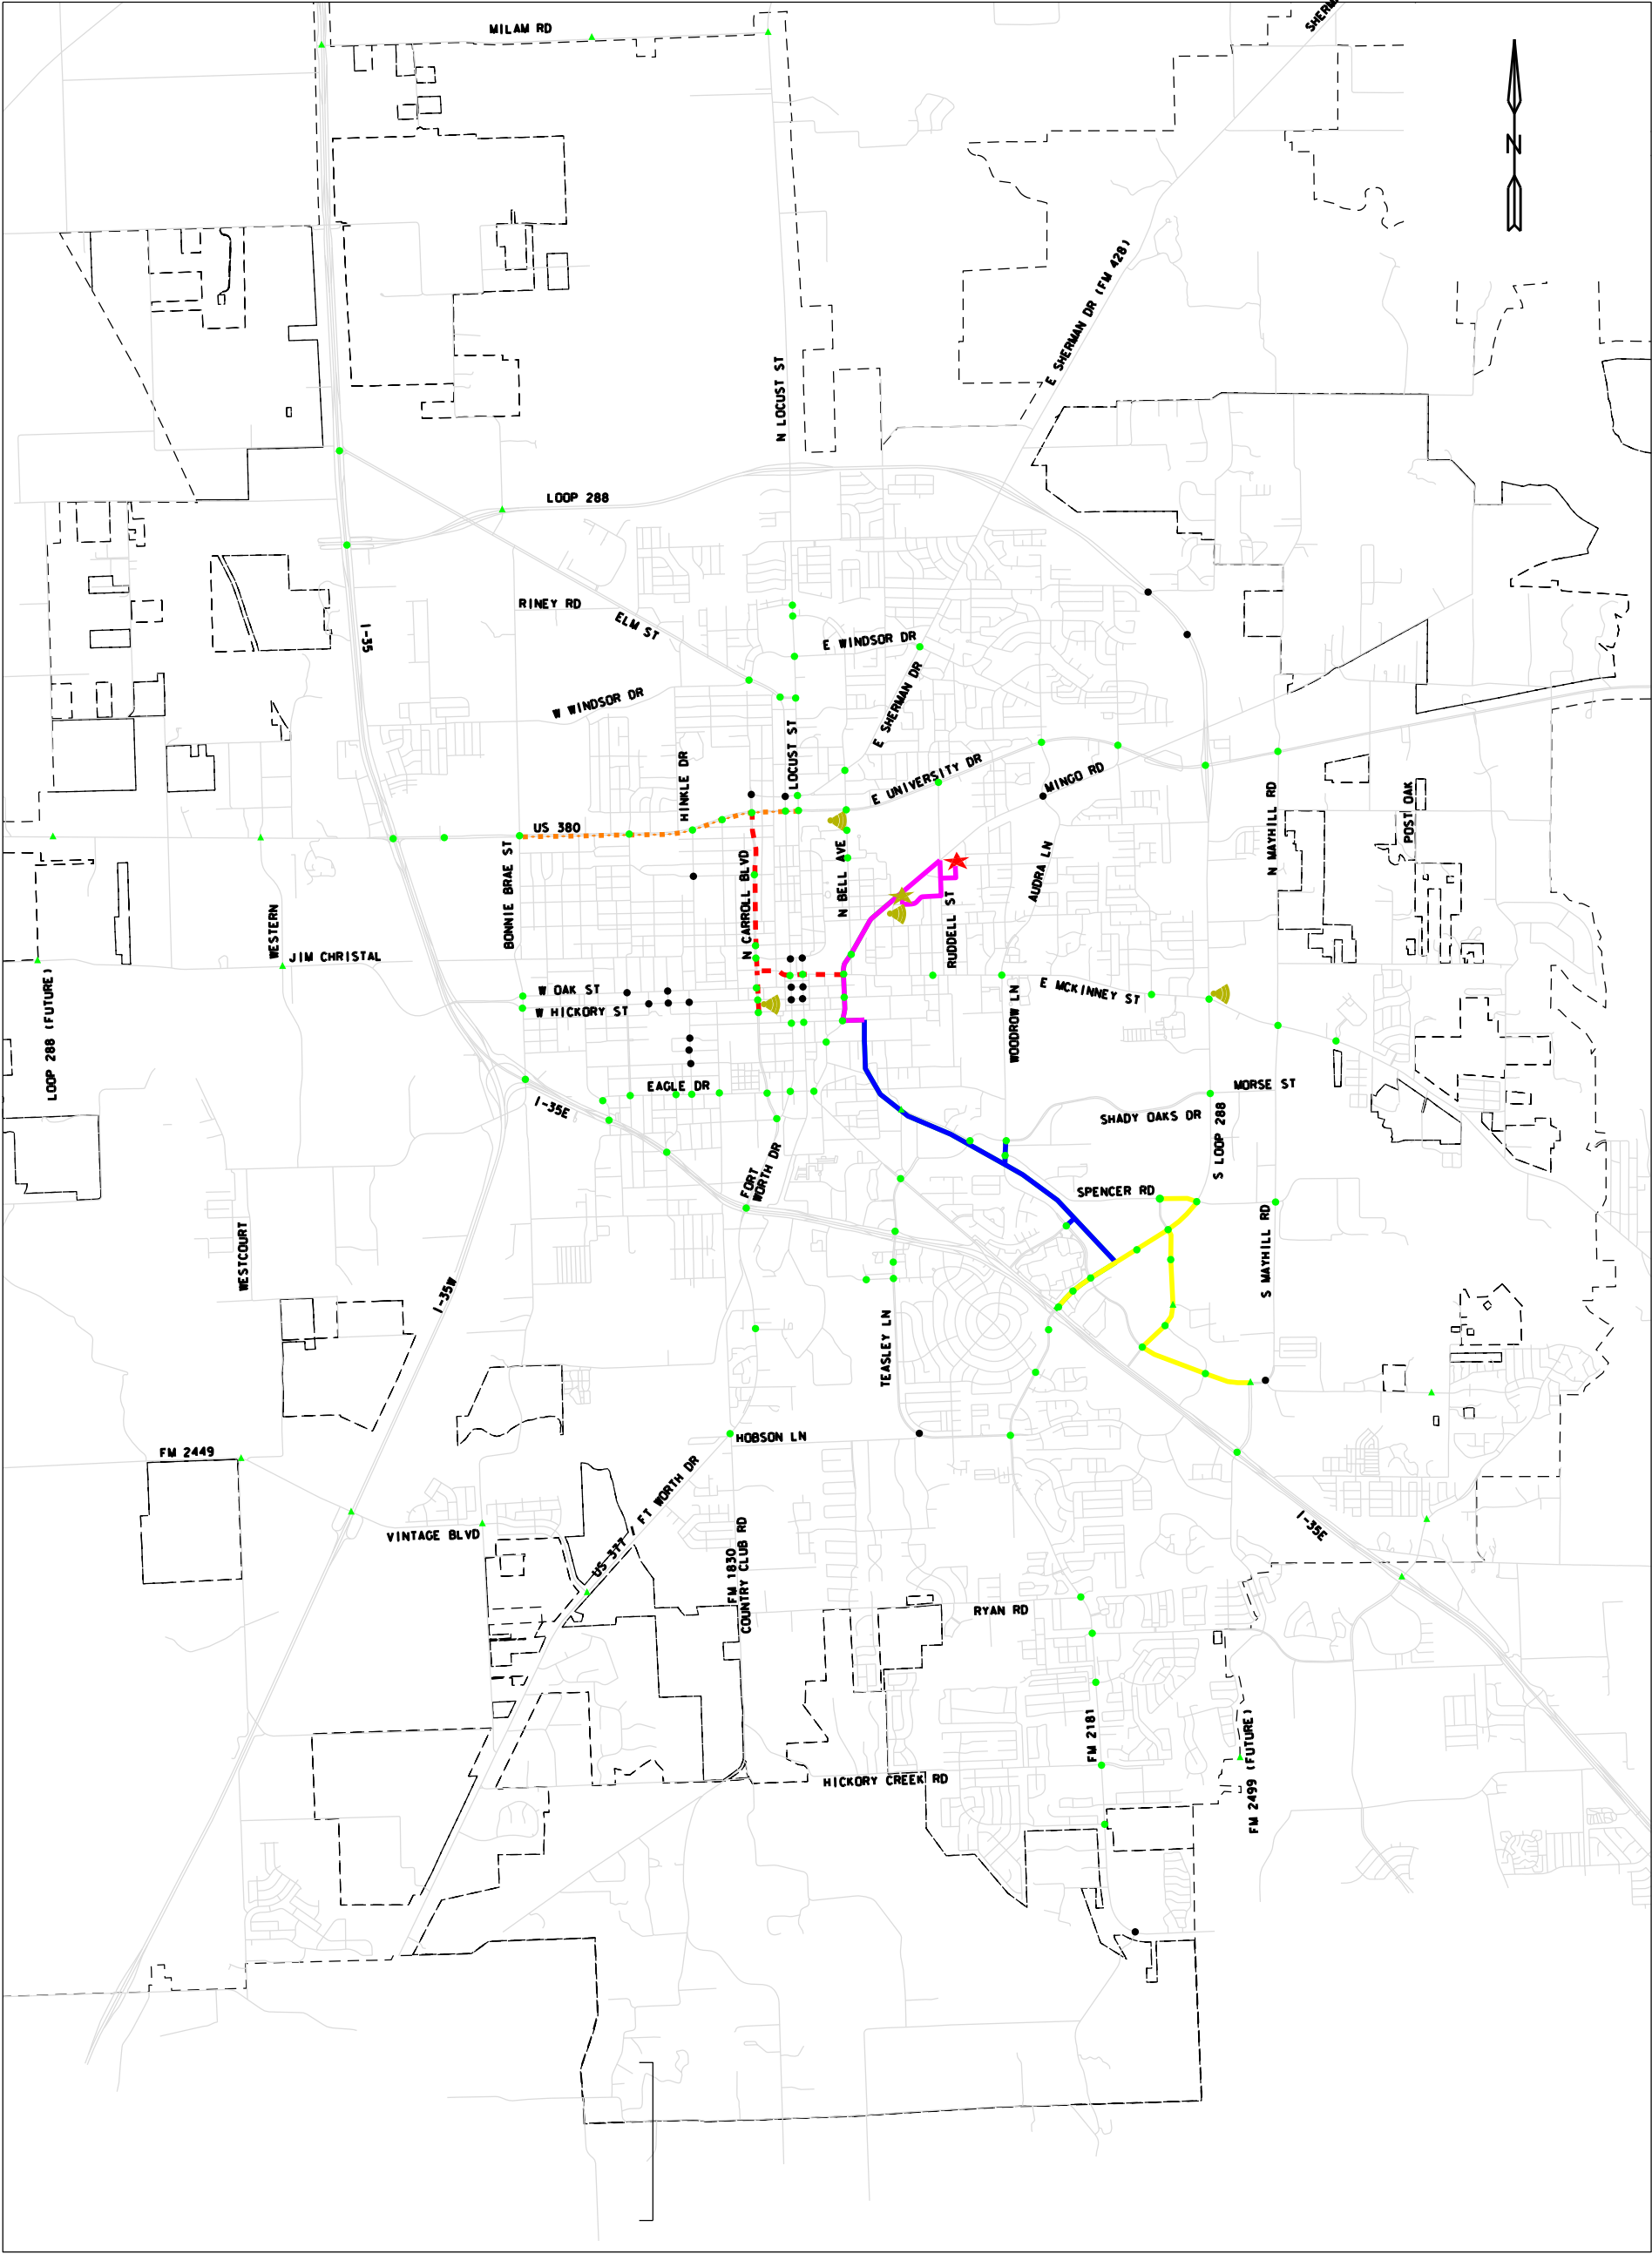 MILAM RD
SHERM
N
E SHERMAN DR (FM 428)
N LOCUST ST
LOOP 288
RINEY RD
ELM ST
I-35
E WINDSOR DR
W WINDSOR DR
E SHERMAN DR
LOCUST ST
HINKLE DR
E UNIVERSITY DR
MINGO RD
N MAYHILL RD
POST OAK
US 380
BONNIE BRAE ST
N CARROLL BLVD
N BELL AVE
AUDRA LN
RUDDELL ST
WESTERN
JIM CHRISTAL
W OAK ST
W HICKORY ST
E MCKINNEY ST
WOODROW LN
LOOP 288 (FUTURE)
EAGLE DR
MORSE ST
I-35E
SHADY OAKS DR
S LOOP 288
FORT
WORTH DR
SPENCER RD
WESTCOURT
S MAYHILL RD
I-35W
TEASLEY LN
HOBSON LN
FM 2449
US 377 / FT WORTH DR
VINTAGE BLVD
I-35E
FM 1830
COUNTRY CLUB RD
RYAN RD
FM 2181
FM 2499 (FUTURE)
HICKORY CREEK RD